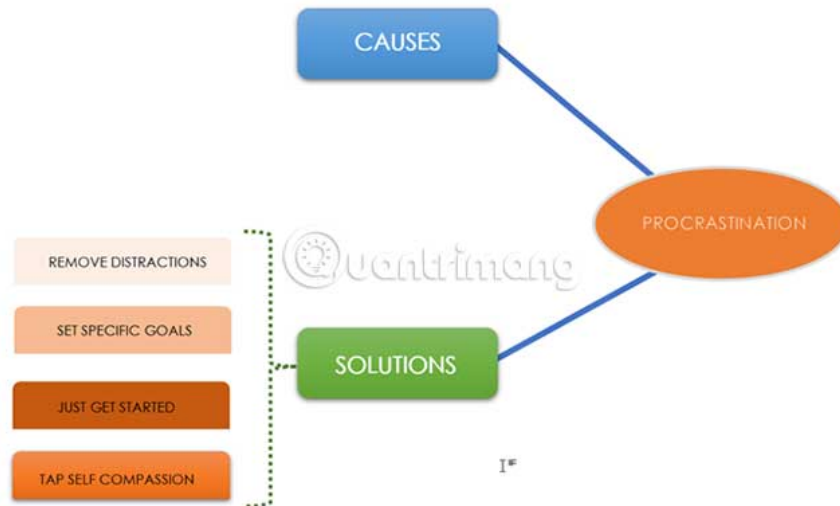 CAUSES
PROCRASTINATION
Quantrimang
REMOVE DISTRACTIONS
SET SPECIFIC GOALS
SOLUTIONS
JUST GET STARTED
TAP SELF COMPASSION